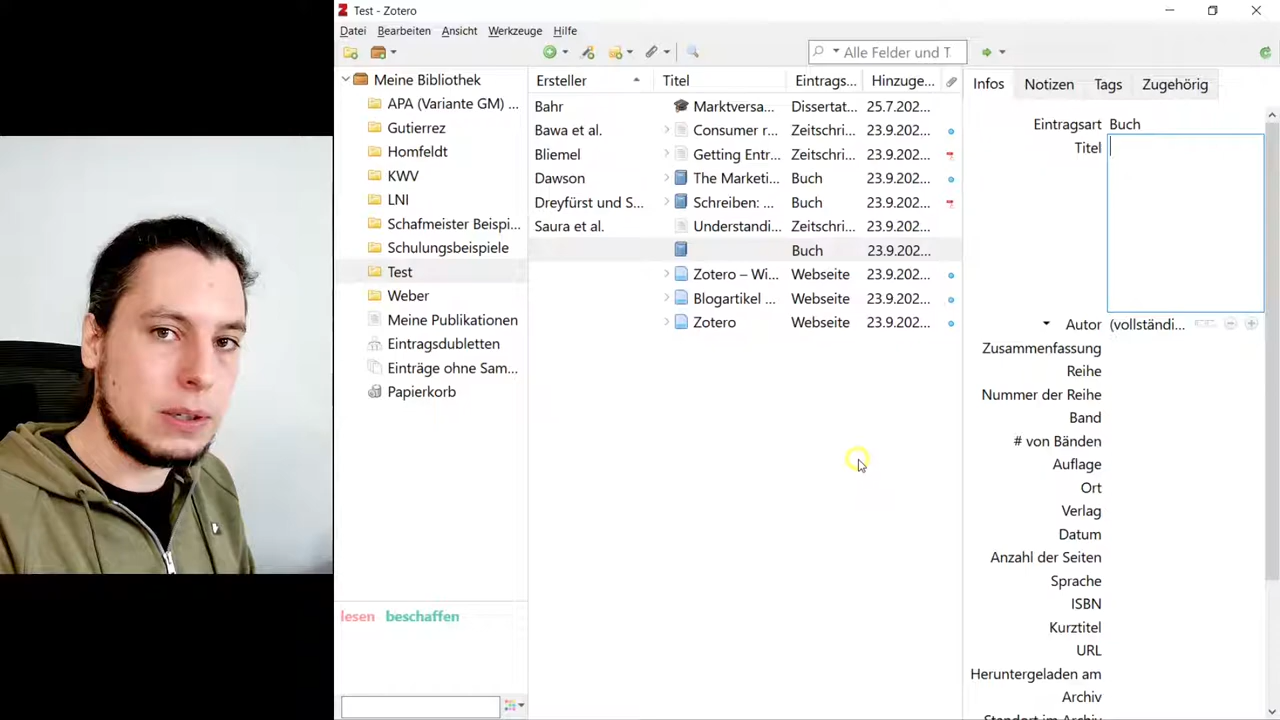 Test - Zotero
Datei Bearbeiten Ansicht Werkzeuge Hilfe
Alle Felder und T
Meine Bibliothek
APA (Variante GM) ...
Gutierrez
Homfeldt
KWV
LNI
Schafmeister Beispi...
Schulungsbeispiele
Test
Weber
Meine Publikationen
Eintragsdubletten
Einträge ohne Sam...
Papierkorb
lesen beschaffen
Ersteller Titel Eintrags... Hinzuge...
Bahr Marktversa... Dissertat... 25.7.202...
Bawa et al. Consumer r... Zeitschri... 23.9.202...
Bliemel Getting Entr... Zeitschri... 23.9.202...
Dawson The Marketi... Buch 23.9.202...
Dreyfürst und S... Schreiben: ... Buch 23.9.202...
Saura et al. Understandi... Zeitschri... 23.9.202...
Buch 23.9.202...
Zotero – Wi... Webseite 23.9.202...
Blogartikel ... Webseite 23.9.202...
Zotero Webseite 23.9.202...
Infos Notizen Tags Zugehörig
Eintragsart Buch
Titel
Autor (vollständi...
Zusammenfassung
Reihe
Nummer der Reihe
Band
# von Bänden
Auflage
Ort
Verlag
Datum
Anzahl der Seiten
Sprache
ISBN
Kurztitel
URL
Heruntergeladen am
Archiv
Standort im Archiv